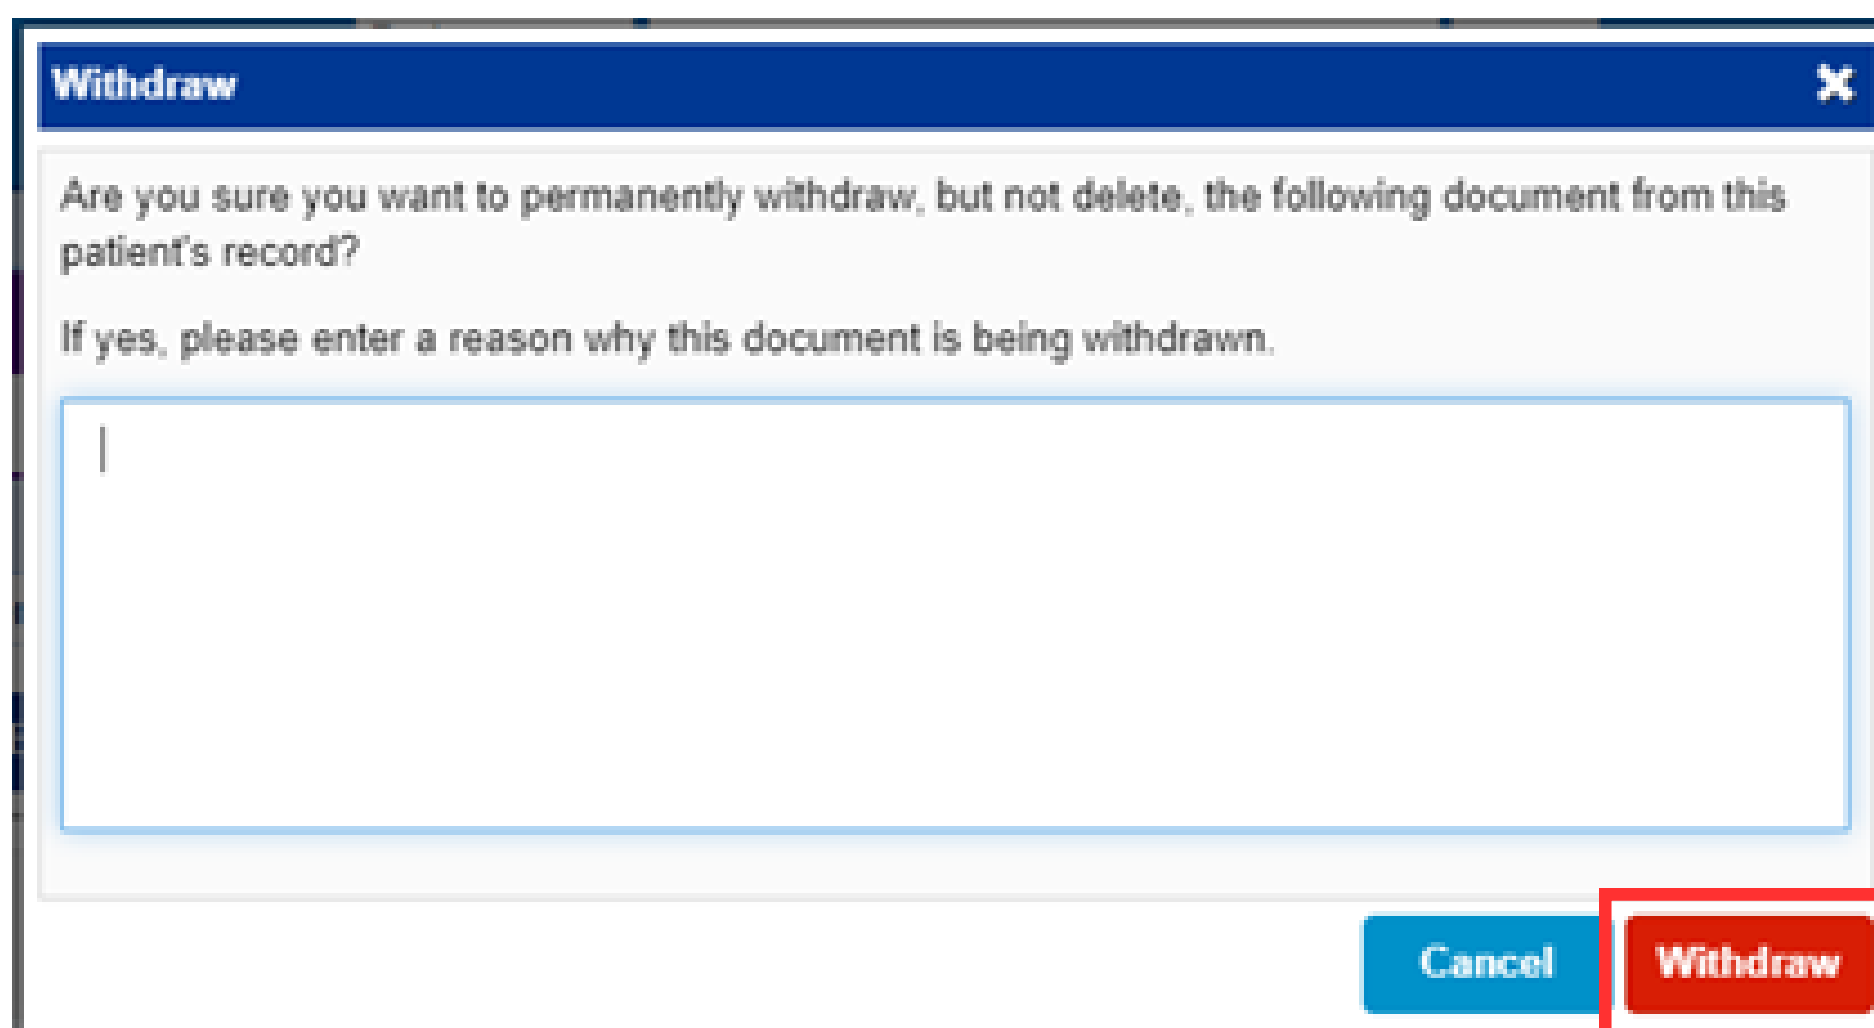 Withdraw
Are you sure you want to permanently withdraw, but not delete, the following document from this
patient's record?
If yes, please enter a reason why this document is being withdrawn.
Cancel Withdraw